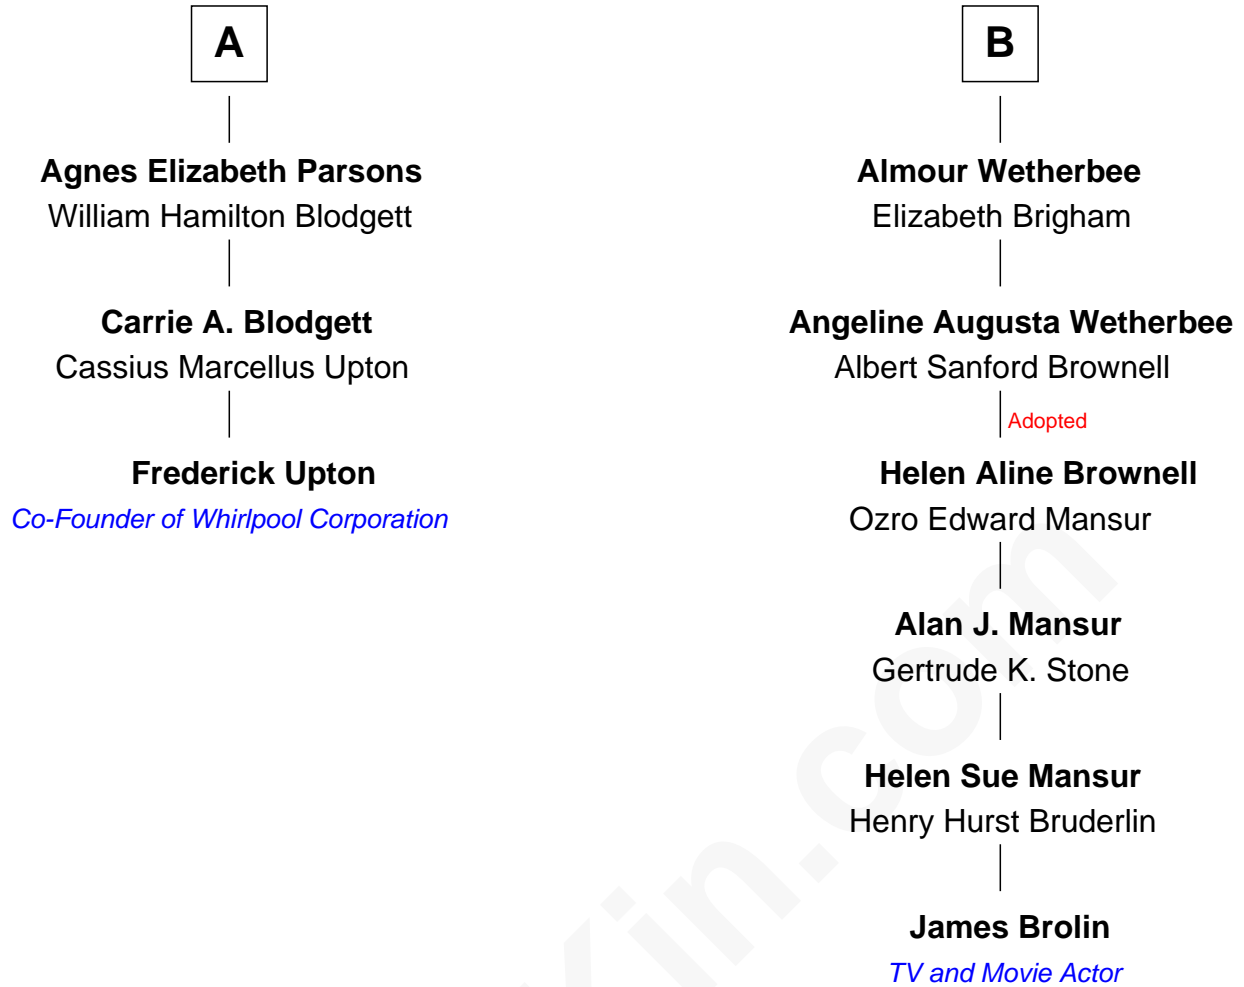 A
Agnes Elizabeth Parsons
William Hamilton Blodgett
Carrie A. Blodgett
Cassius Marcellus Upton
Frederick Upton
Co-Founder of Whirlpool Corporation
B
Almour Wetherbee
Elizabeth Brigham
Angeline Augusta Wetherbee
Albert Sanford Brownell
Adopted
Helen Aline Brownell
Ozro Edward Mansur
Alan J. Mansur
Gertrude K. Stone
Helen Sue Mansur
Henry Hurst Bruderlin
James Brolin
TV and Movie Actor